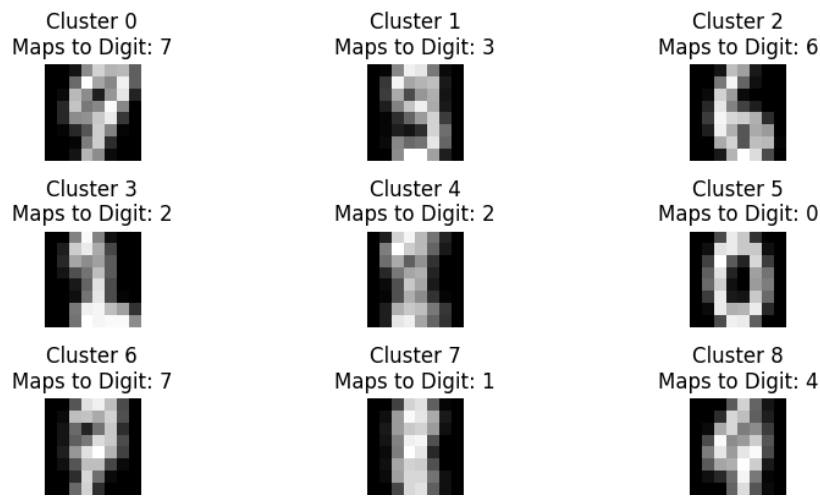 Cluster 0
Maps to Digit: 7
Cluster 1
Maps to Digit: 3
Cluster 2
Maps to Digit: 6
Cluster 3
Maps to Digit: 2
Cluster 4
Maps to Digit: 2
Cluster 5
Maps to Digit: 0
Cluster 6
Maps to Digit: 7
Cluster 7
Maps to Digit: 1
Cluster 8
Maps to Digit: 4